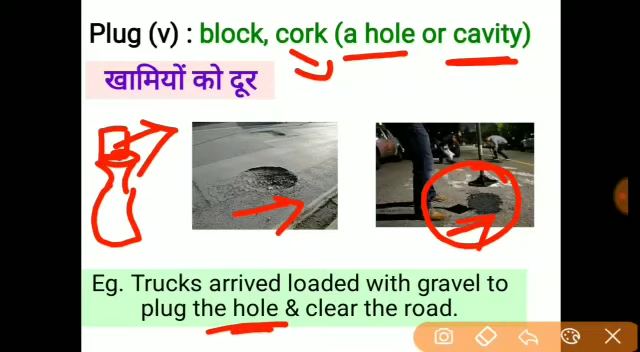 Plug (v) : block, cork (a hole or cavity)
खामियों को दूर
Eg. Trucks arrived loaded with gravel to
plug the hole & clear the road.